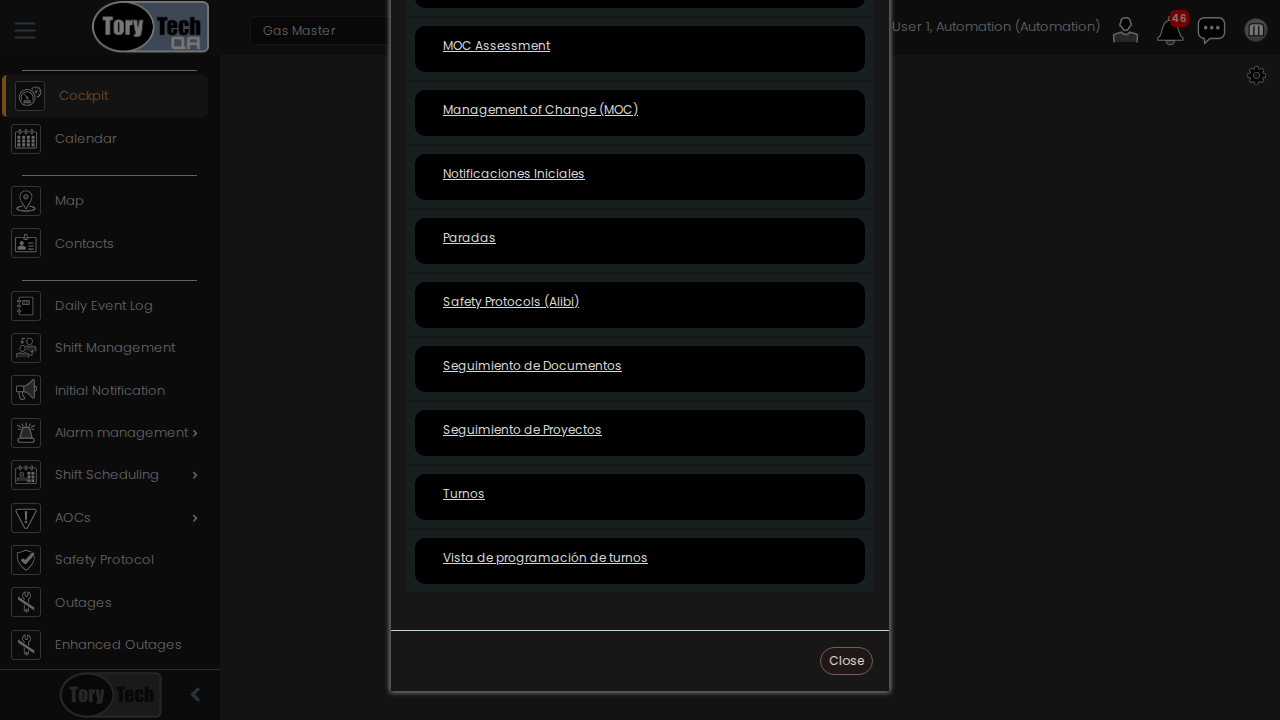 Tory Tech
QA
Gas Master
User 1, Automation (Automation)
46
Cockpit
Calendar
Map
Contacts
Daily Event Log
Shift Management
Initial Notification
Alarm management
Shift Scheduling
AOCs
Safety Protocol
Outages
Enhanced Outages
Tory Tech
MOC Assessment
Management of Change (MOC)
Notificaciones Iniciales
Paradas
Safety Protocols (Alibi)
Seguimiento de Documentos
Seguimiento de Proyectos
Turnos
Vista de programación de turnos
Close